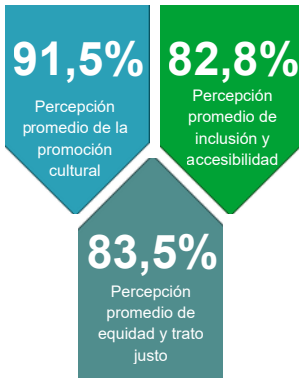 91,5%
Percepción
promedio de la
promoción
cultural
82,8%
Percepción
promedio de
inclusión y
accesibilidad
83,5%
Percepción
promedio de
equidad y trato
justo